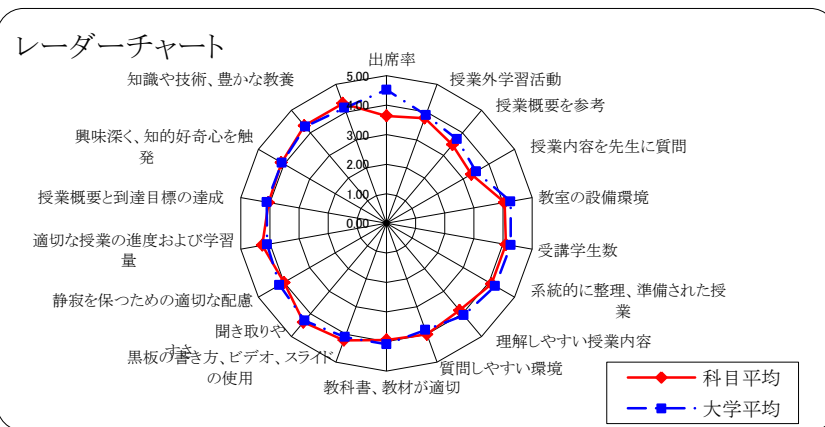 レーダーチャート
出席率
授業外学習活動
授業概要を参考
授業内容を先生に質問
教室の設備環境
受講学生数
系統的に整理、準備された授
業
理解しやすい授業内容
質問しやすい環境
教科書、教材が適切
黒板の書き方、ビデオ、スライド
の使用
聞き取りや
すさ
静寂を保つための適切な配慮
適切な授業の進度および学習
量
授業概要と到達目標の達成
興味深く、知的好奇心を触
発
知識や技術、豊かな教養
5.00
4.00
3.00
2.00
1.00
0.00
科目平均
大学平均